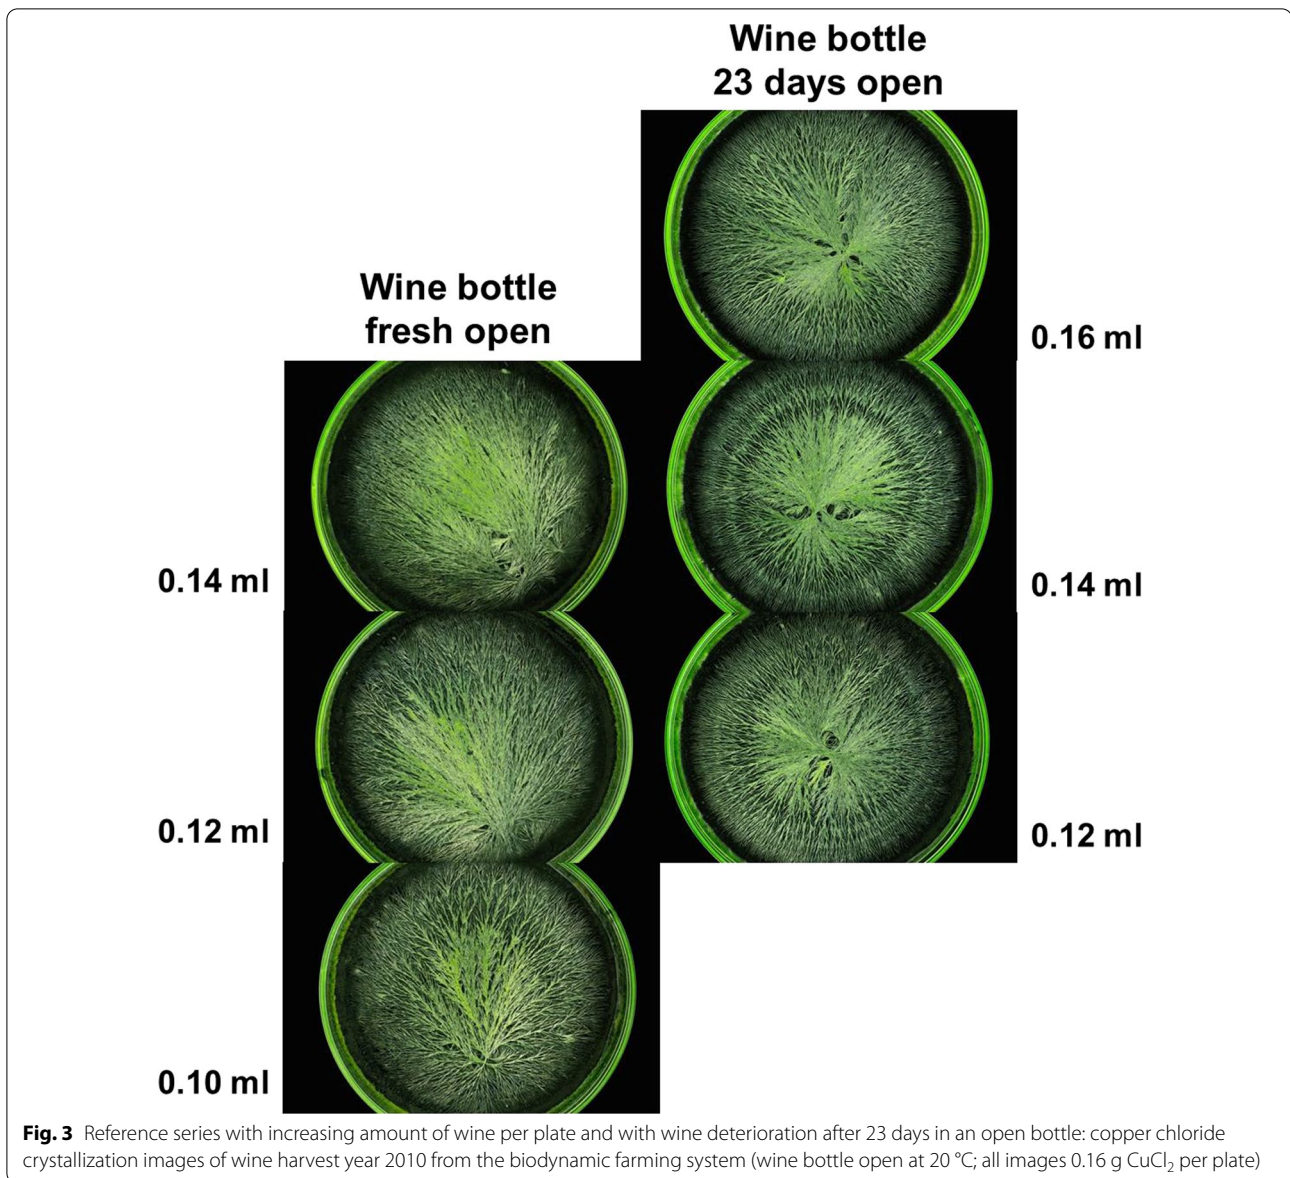 Wine bottle
23 days open
Wine bottle
fresh open
0.16 ml
0.14 ml
0.14 ml
0.12 ml
0.12 ml
0.10 ml
Fig. 3 Reference series with increasing amount of wine per plate and with wine deterioration after 23 days in an open bottle: copper chloride
crystallization images of wine harvest year 2010 from the biodynamic farming system (wine bottle open at 20 °C; all images 0.16 g CuCl₂ per plate)